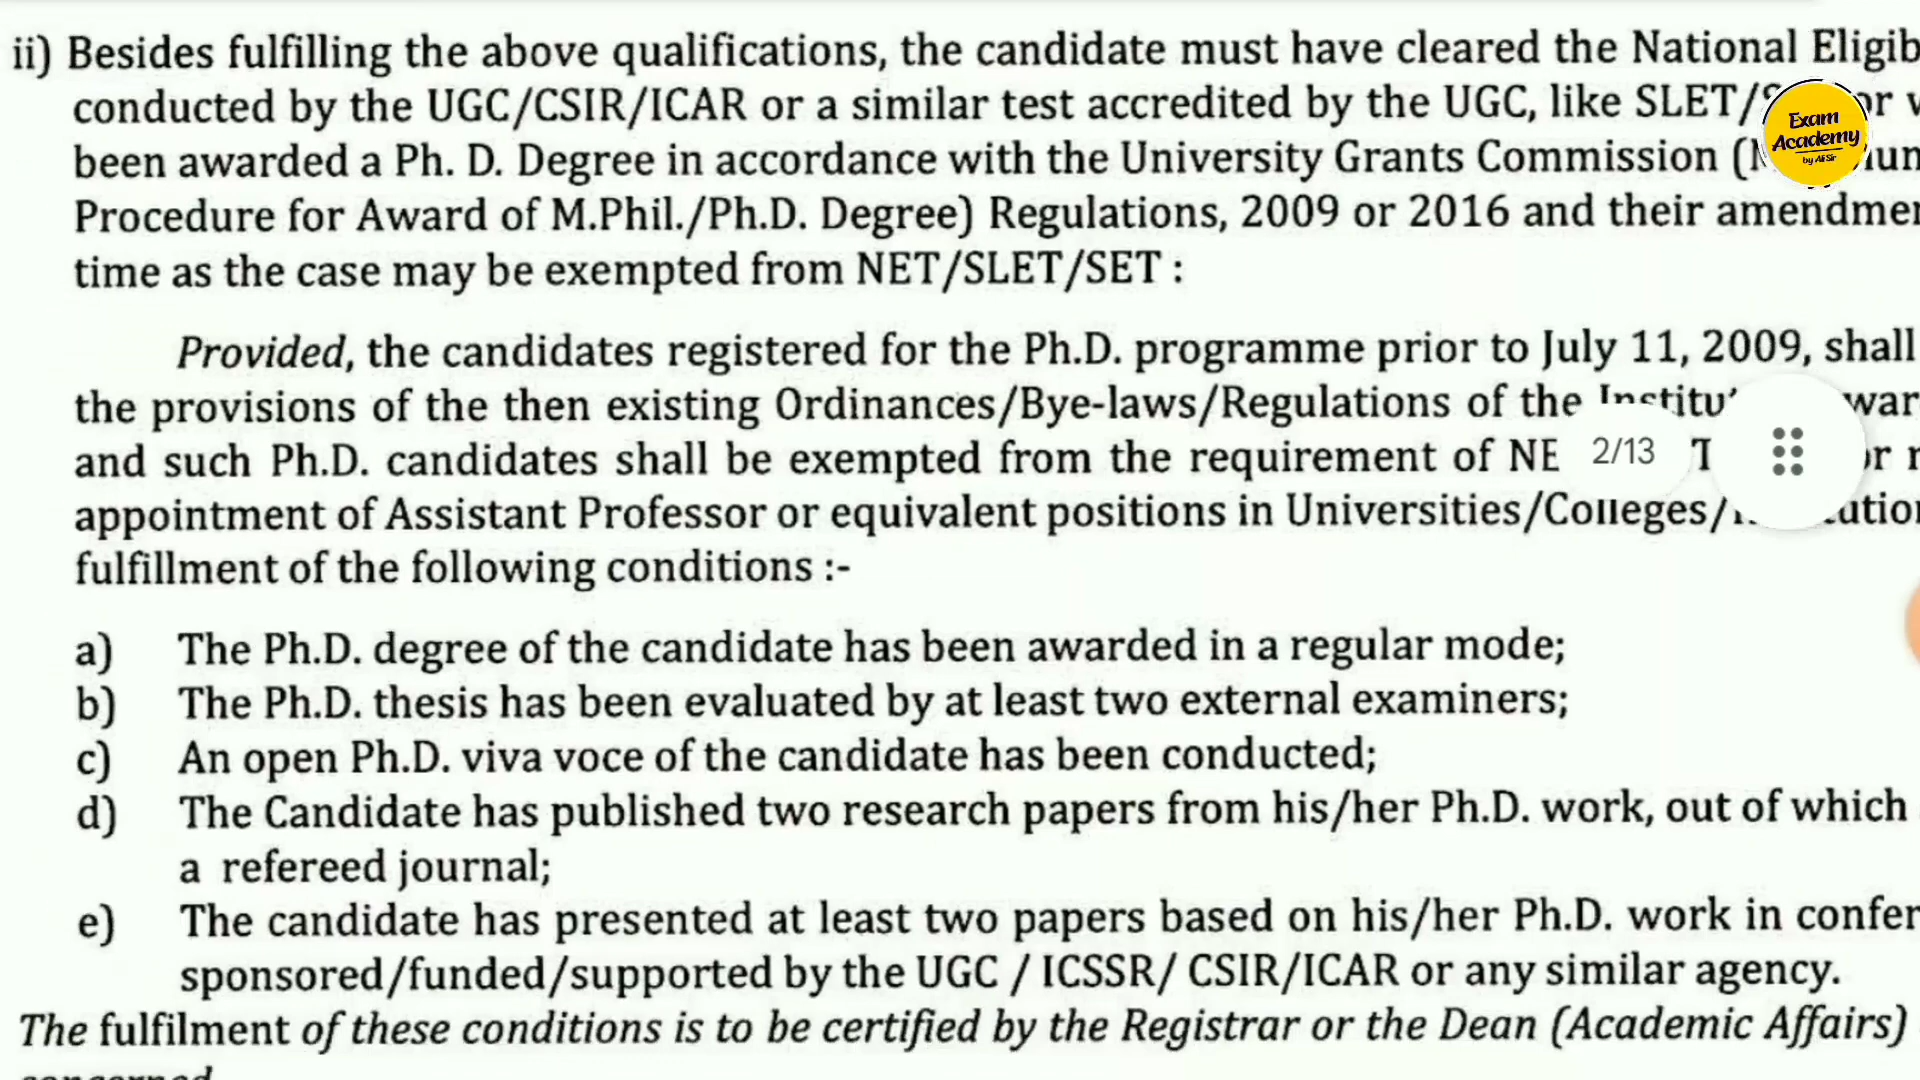 ii) Besides fulfilling the above qualifications, the candidate must have cleared the National Eligib
conducted by the UGC/CSIR/ICAR or a similar test accredited by the UGC, like SLET/
been awarded a Ph. D. Degree in accordance with the University Grants Commission
Procedure for Award of M.Phil./Ph.D. Degree) Regulations, 2009 or 2016 and their amendmen
time as the case may be exempted from NET/SLET/SET :
Exam
Academy
by Ali Sir
Provided, the candidates registered for the Ph.D. programme prior to July 11, 2009, shall
the provisions of the then existing Ordinances/Bye-laws/Regulations of the Institu
and such Ph.D. candidates shall be exempted from the requirement of NE
2/13
appointment of Assistant Professor or equivalent positions in Universities/Colleges/
fulfillment of the following conditions :-
a) The Ph.D. degree of the candidate has been awarded in a regular mode;
b) The Ph.D. thesis has been evaluated by at least two external examiners;
c) An open Ph.D. viva voce of the candidate has been conducted;
d) The Candidate has published two research papers from his/her Ph.D. work, out of which
a refereed journal;
e) The candidate has presented at least two papers based on his/her Ph.D. work in confer
sponsored/funded/supported by the UGC / ICSSR/ CSIR/ICAR or any similar agency.
The fulfilment of these conditions is to be certified by the Registrar or the Dean (Academic Affairs)